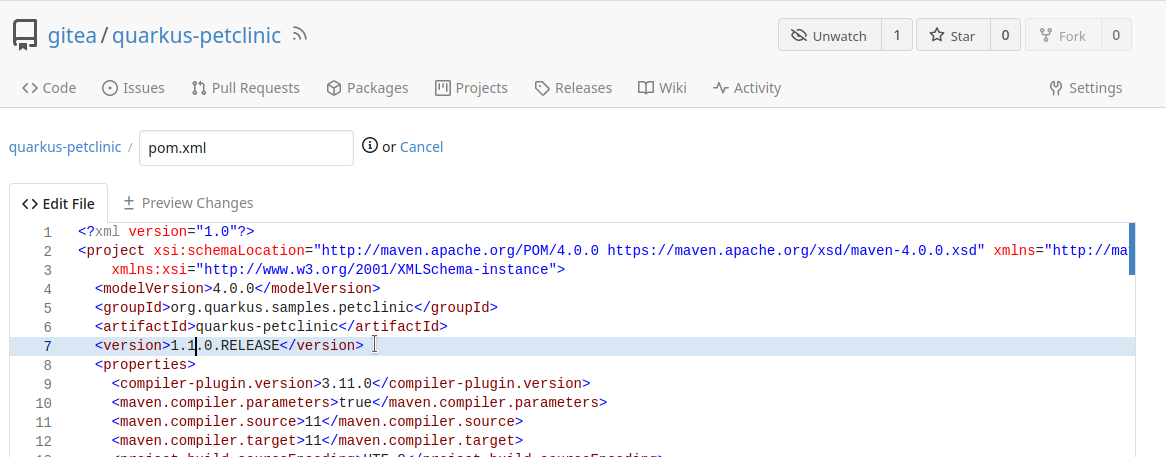 gitea / quarkus-petclinic
Unwatch 1 Star 0 Fork 0
Code Issues Pull Requests Packages Projects Releases Wiki Activity Settings
quarkus-petclinic / pom.xml or Cancel
Edit File Preview Changes
1 <?xml version="1.0"?>
2 <project xsi:schemaLocation="http://maven.apache.org/POM/4.0.0 https://maven.apache.org/xsd/maven-4.0.0.xsd" xmlns="http://ma
3 xmlns:xsi="http://www.w3.org/2001/XMLSchema-instance">
4 <modelVersion>4.0.0</modelVersion>
5 <groupId>org.quarkus.samples.petclinic</groupId>
6 <artifactId>quarkus-petclinic</artifactId>
7 <version>1.1.0.RELEASE</version>
8 <properties>
9 <compiler-plugin.version>3.11.0</compiler-plugin.version>
10 <maven.compiler.parameters>true</maven.compiler.parameters>
11 <maven.compiler.source>11</maven.compiler.source>
12 <maven.compiler.target>11</maven.compiler.target>